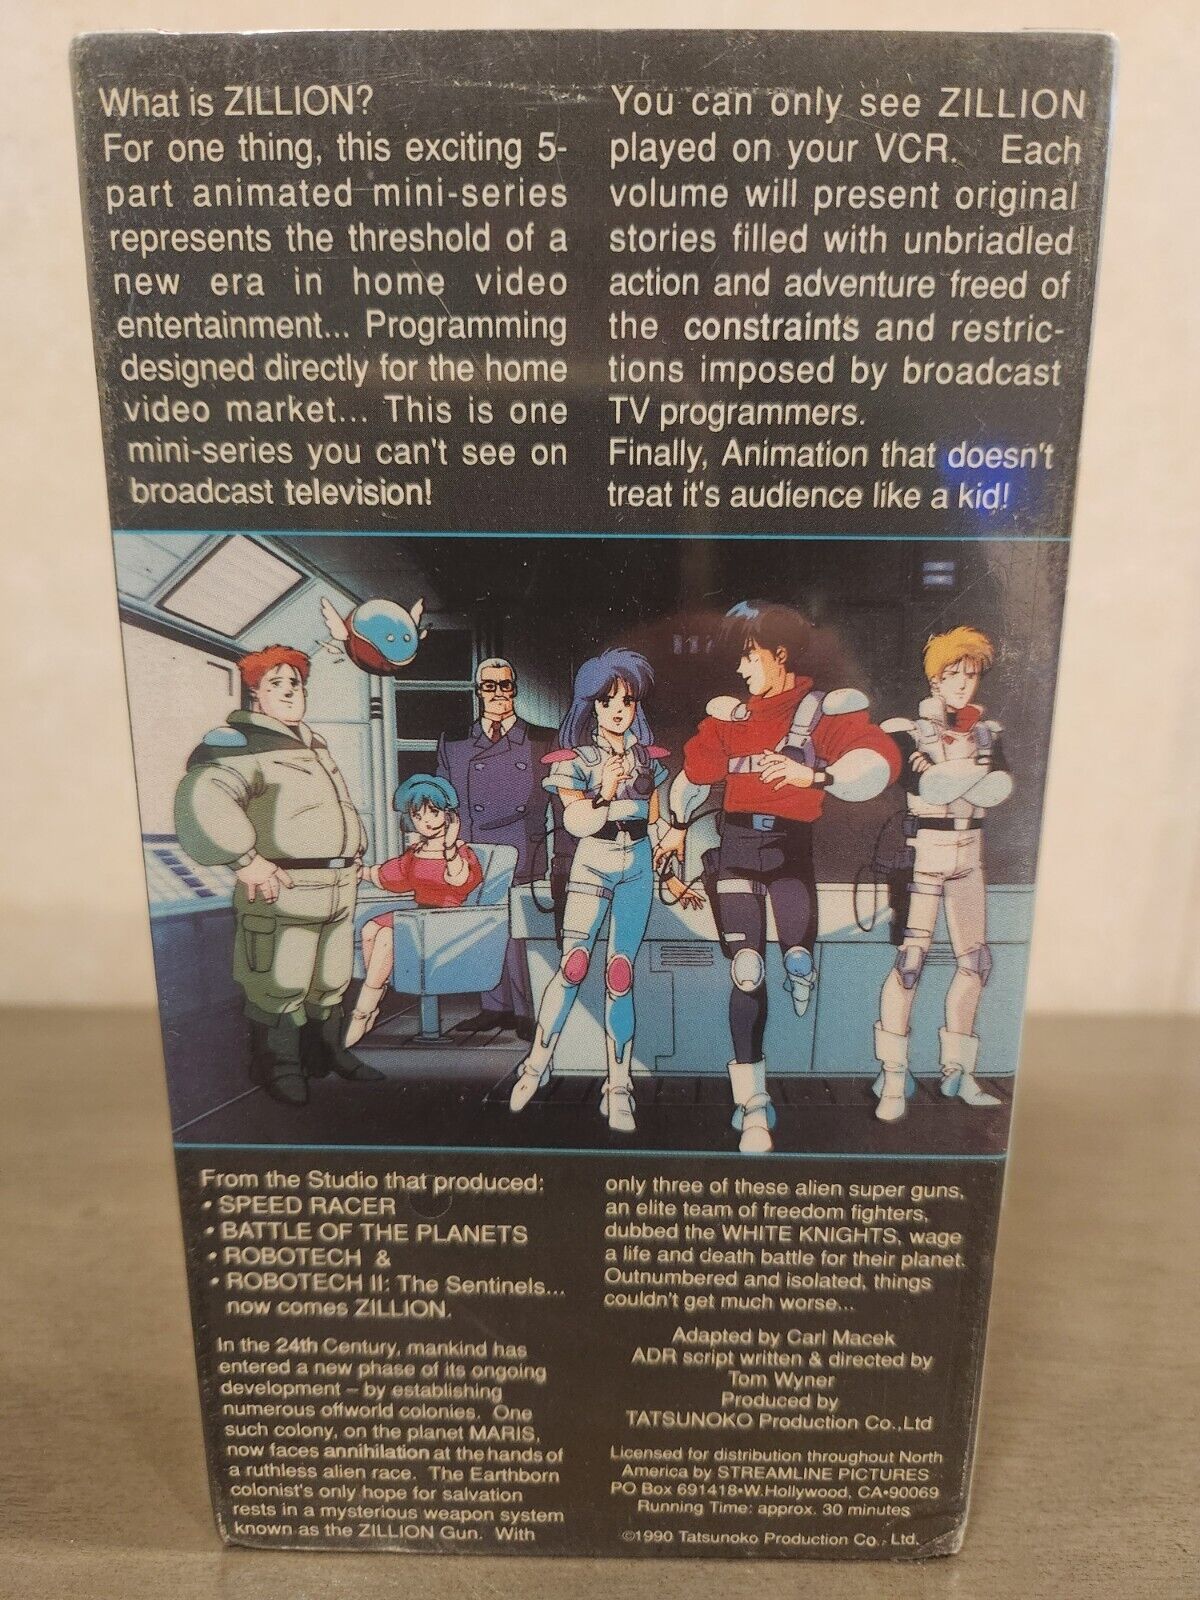 What is ZILLION?
For one thing, this exciting 5-
part animated mini-series
represents the threshold of a
new era in home video
entertainment... Programming
designed directly for the home
video market... This is one
mini-series you can't see on
broadcast television!
You can only see ZILLION
played on your VCR. Each
volume will present original
stories filled with unbriadled
action and adventure freed of
the constraints and restric-
tions imposed by broadcast
TV programmers.
Finally, Animation that doesn't
treat it's audience like a kid!
From the Studio that produced:
• SPEED RACER
• BATTLE OF THE PLANETS
• ROBOTECH &
• ROBOTECH II: The Sentinels...
now comes ZILLION.
In the 24th Century, mankind has
entered a new phase of its ongoing
development – by establishing
numerous offworld colonies. One
such colony, on the planet MARIS,
now faces annihilation at the hands of
a ruthless alien race. The Earthborn
colonist's only hope for salvation
rests in a mysterious weapon system
known as the ZILLION Gun. With
only three of these alien super guns,
an elite team of freedom fighters,
dubbed the WHITE KNIGHTS, wage
a life and death battle for their planet.
Outnumbered and isolated, things
couldn't get much worse...
Adapted by Carl Macek
ADR script written & directed by
Tom Wyner
Produced by
TATSUNOKO Production Co.,Ltd
Licensed for distribution throughout North
America by STREAMLINE PICTURES
PO Box 691418•W.Hollywood, CA•90069
Running Time: approx. 30 minutes
©1990 Tatsunoko Production Co., Ltd.